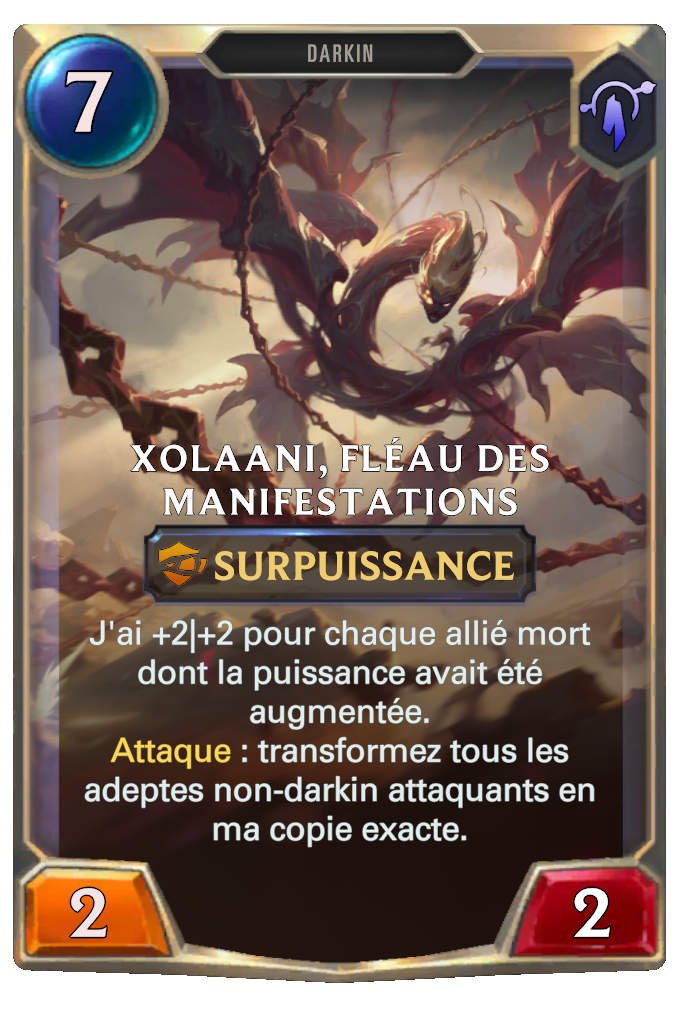 DARKIN
7
XOLAANI, FLÉAU DES
MANIFESTATIONS
SURPUISSANCE
J'ai +2|+2 pour chaque allié mort
dont la puissance avait été
augmentée.
Attaque : transformez tous les
adeptes non-darkin attaquants en
ma copie exacte.
2
2